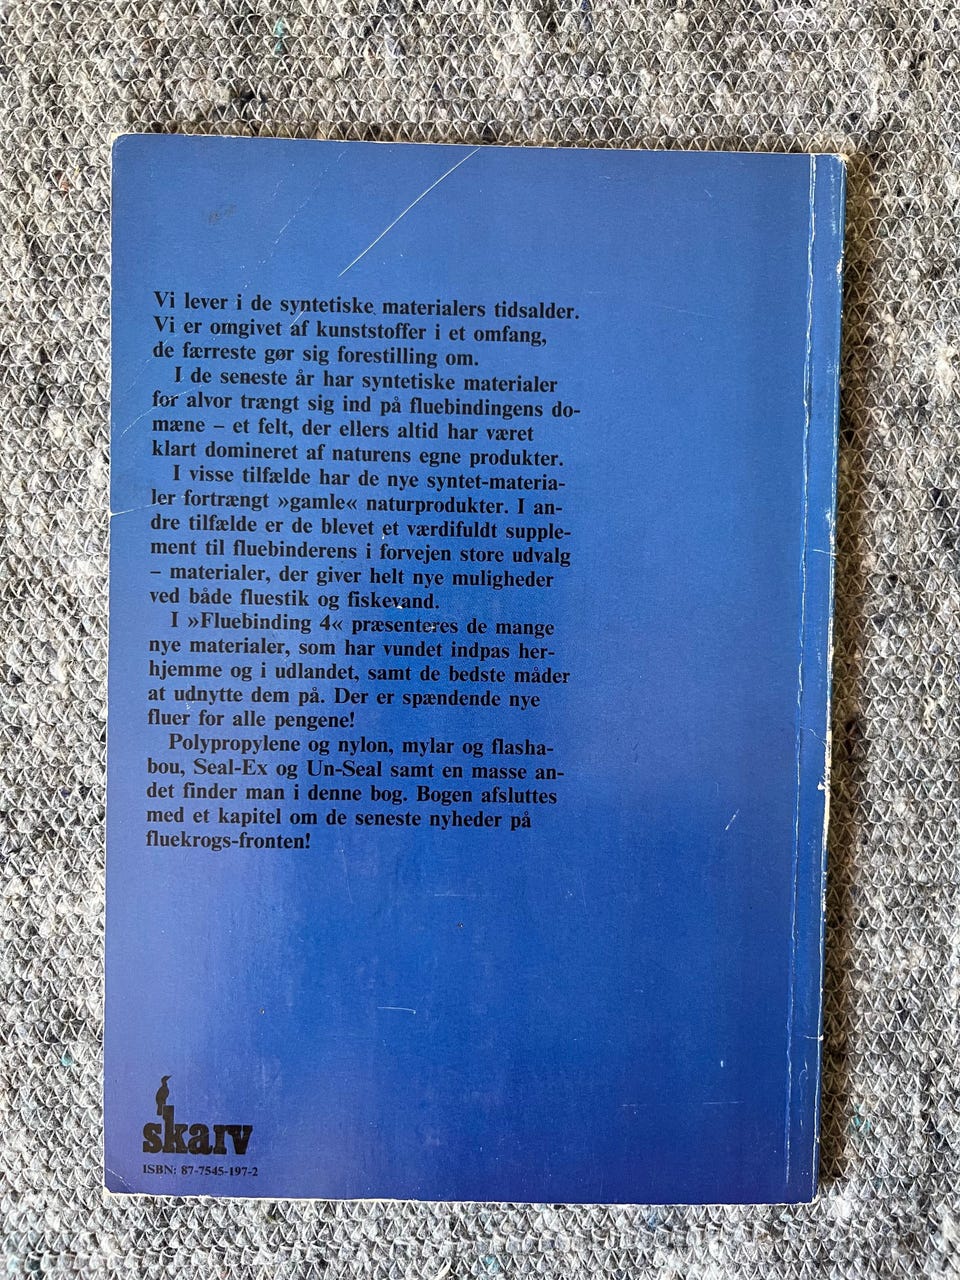 Vi lever i de syntetiske materialers tidsalder.
Vi er omgivet af kunststoffer i et omfang,
de færreste gør sig forestilling om.
I de seneste år har syntetiske materialer
for alvor trængt sig ind på fluebindingens do-
mæne – et felt, der ellers altid har været
klart domineret af naturens egne produkter.
I visse tilfælde har de nye syntet-materia-
ler fortrængt »gamle« naturprodukter. I an-
dre tilfælde er de blevet et værdifuldt supple-
ment til fluebinderens i forvejen store udvalg
– materialer, der giver helt nye muligheder
ved både fluestik og fiskevand.
I »Fluebinding 4« præsenteres de mange
nye materialer, som har vundet indpas her-
hjemme og i udlandet, samt de bedste måder
at udnytte dem på. Der er spændende nye
fluer for alle pengene!
Polypropylene og nylon, mylar og flasha-
bou, Seal-Ex og Un-Seal samt en masse an-
det finder man i denne bog. Bogen afsluttes
med et kapitel om de seneste nyheder på
fluekrogs-fronten!
skarv
ISBN: 87-7545-197-2